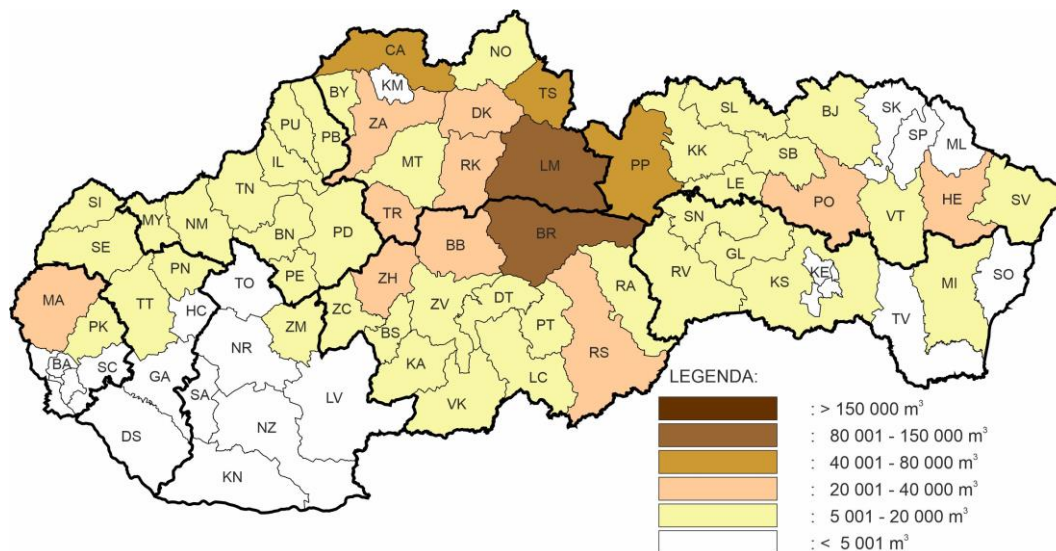 CA
NO
KM
BY
TS
ZA
DK
PU
PB
SL
BJ
SK
SP
ML
IL
MT
RK
LM
PP
KK
SB
TN
LE
PO
HE
SV
VT
SI
MY
NM
TR
BN
PD
BB
BR
SN
SE
GL
PN
PE
ZH
RV
KS
KE
SO
MI
MA
TT
TO
HC
ZC
ZV
DT
RA
TV
PK
ZM
BS
PT
NR
KA
RS
BA
SC
GA
SA
LV
LC
VK
DS
NZ
KN
LEGENDA:
: > 150 000 m³
: 80 001 - 150 000 m³
: 40 001 - 80 000 m³
: 20 001 - 40 000 m³
: 5 001 - 20 000 m³
: < 5 001 m³